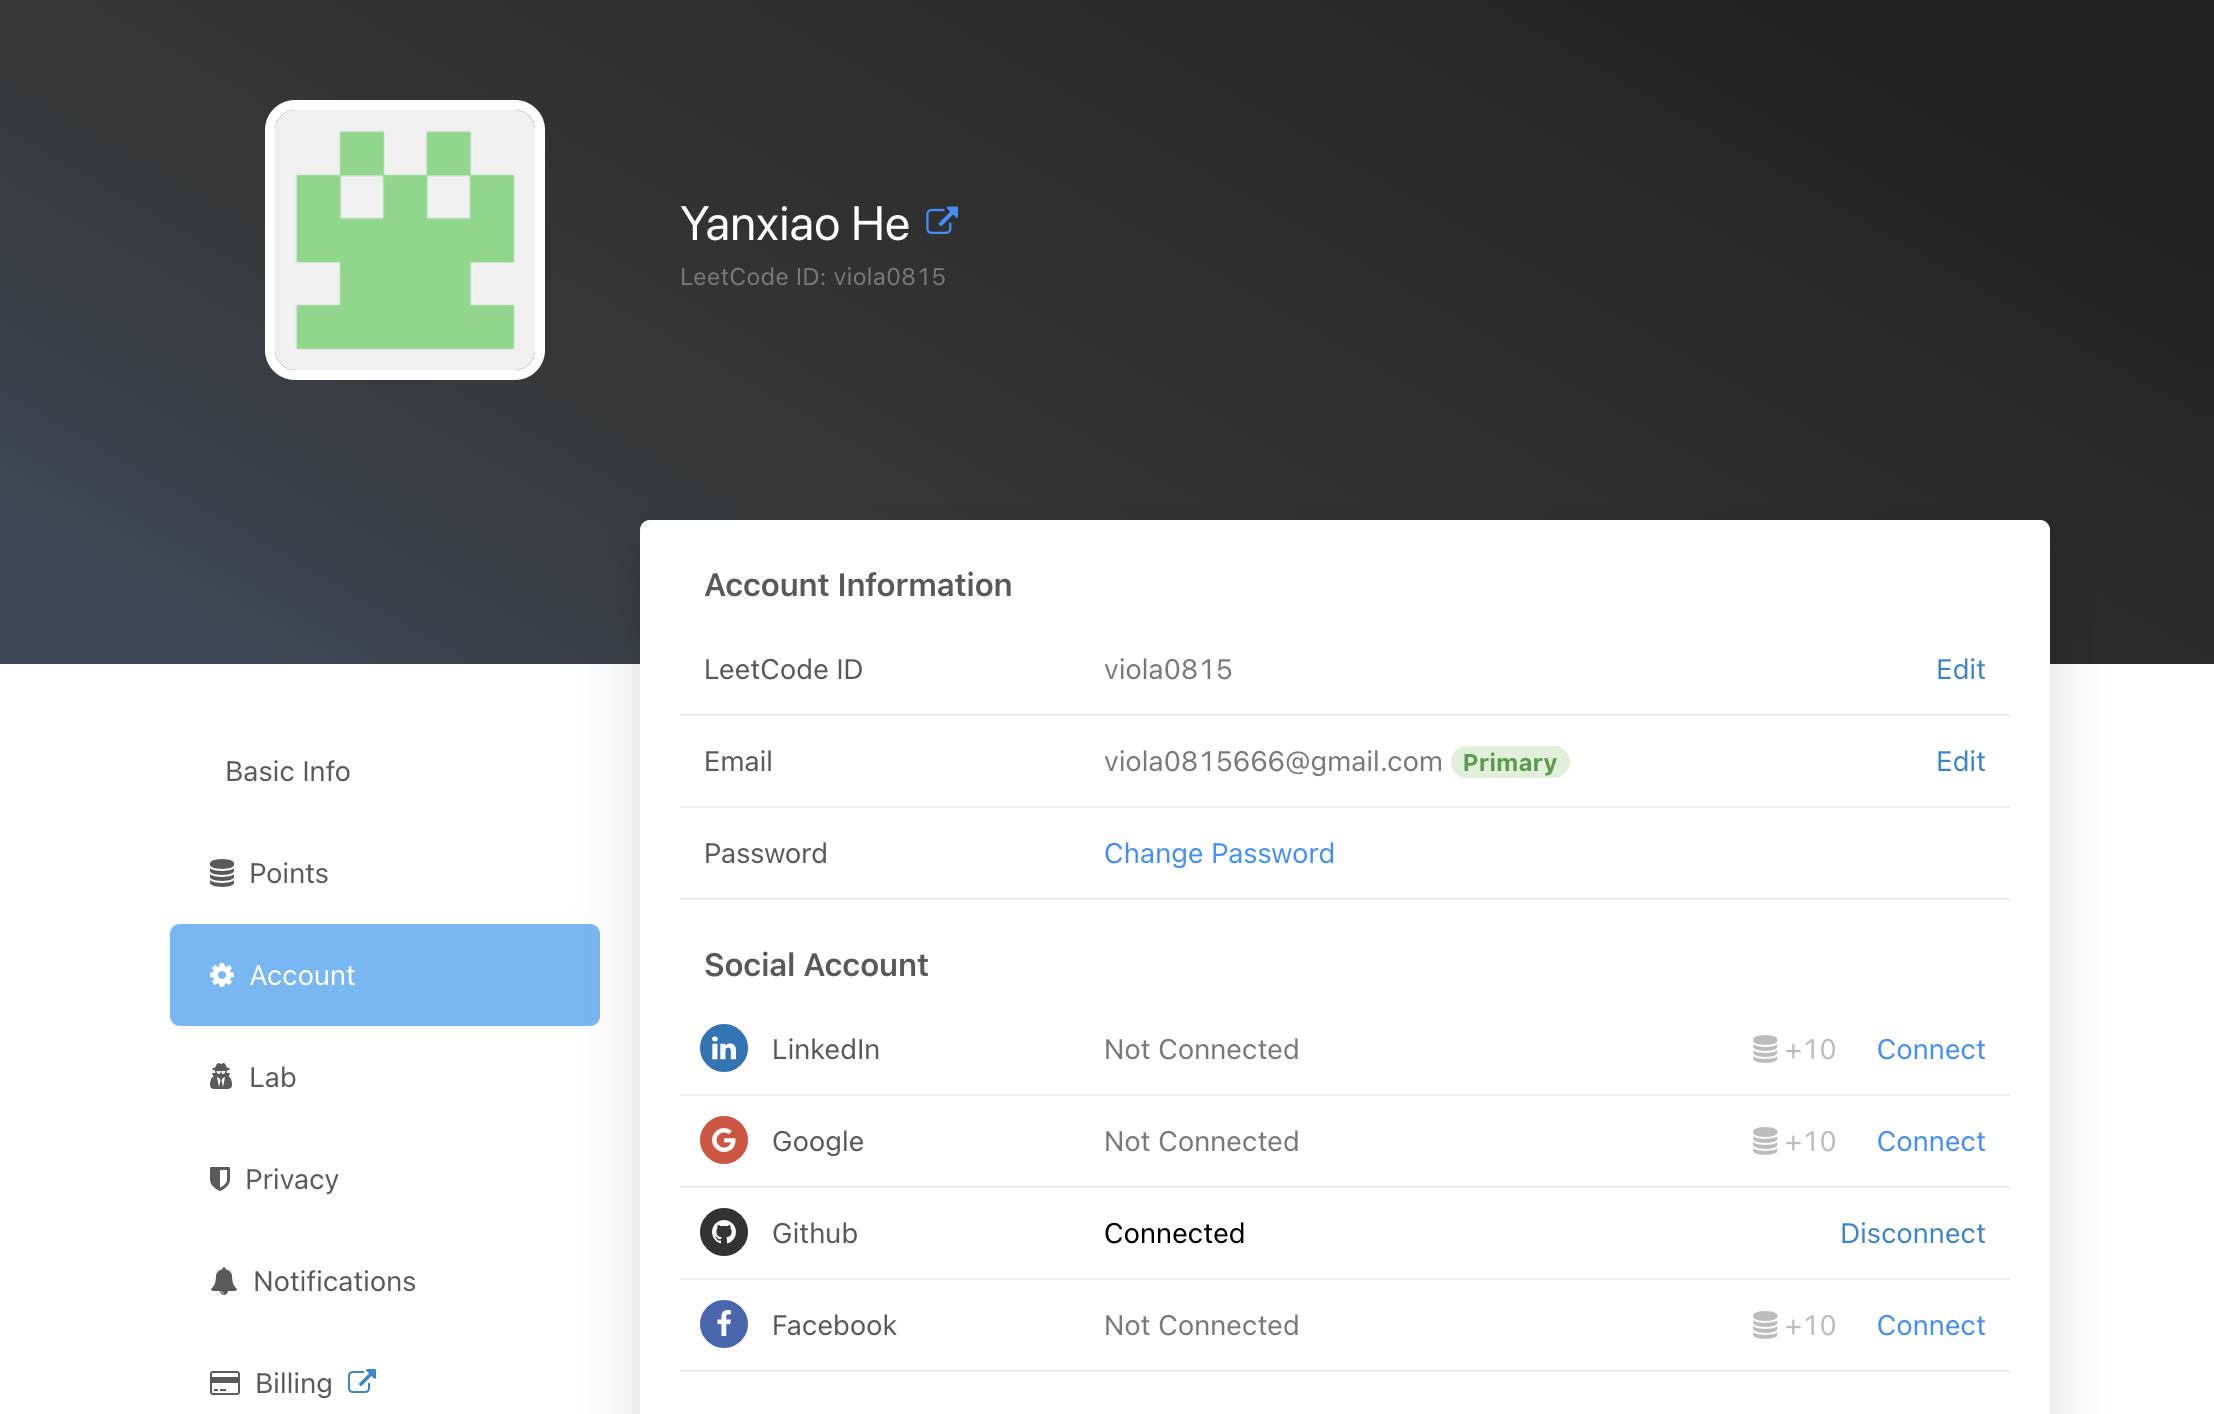 Yanxiao He
LeetCode ID: viola0815
Basic Info
Points
Account
Lab
Privacy
Notifications
Billing
Account Information
LeetCode ID viola0815 Edit
Email viola0815666@gmail.com Primary Edit
Password Change Password
Social Account
in LinkedIn Not Connected +10 Connect
G Google Not Connected +10 Connect
Github Connected Disconnect
f Facebook Not Connected +10 Connect